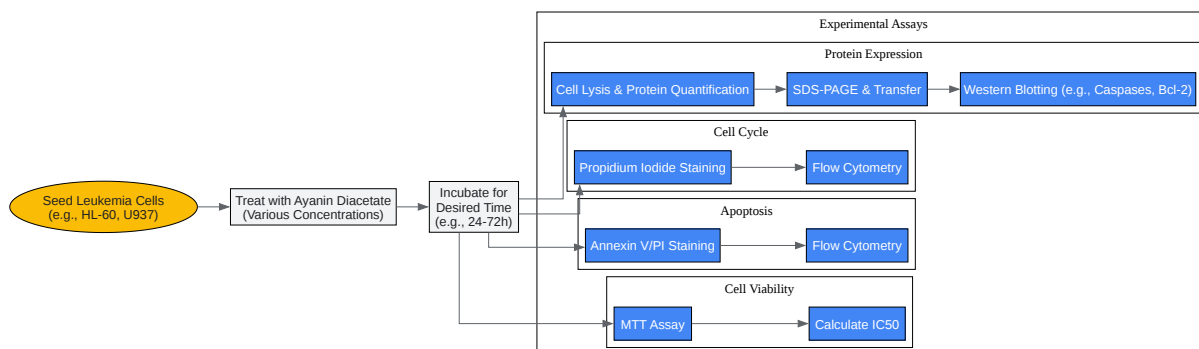 Experimental Assays
Protein Expression
Cell Lysis & Protein Quantification
SDS-PAGE & Transfer
Western Blotting (e.g., Caspases, Bcl-2)
Cell Cycle
Propidium Iodide Staining
Flow Cytometry
Seed Leukemia Cells
(e.g., HL-60, U937)
Treat with Ayanin Diacetate
(Various Concentrations)
Incubate for
Desired Time
(e.g., 24-72h)
Apoptosis
Annexin V/PI Staining
Flow Cytometry
Cell Viability
MTT Assay
Calculate IC50